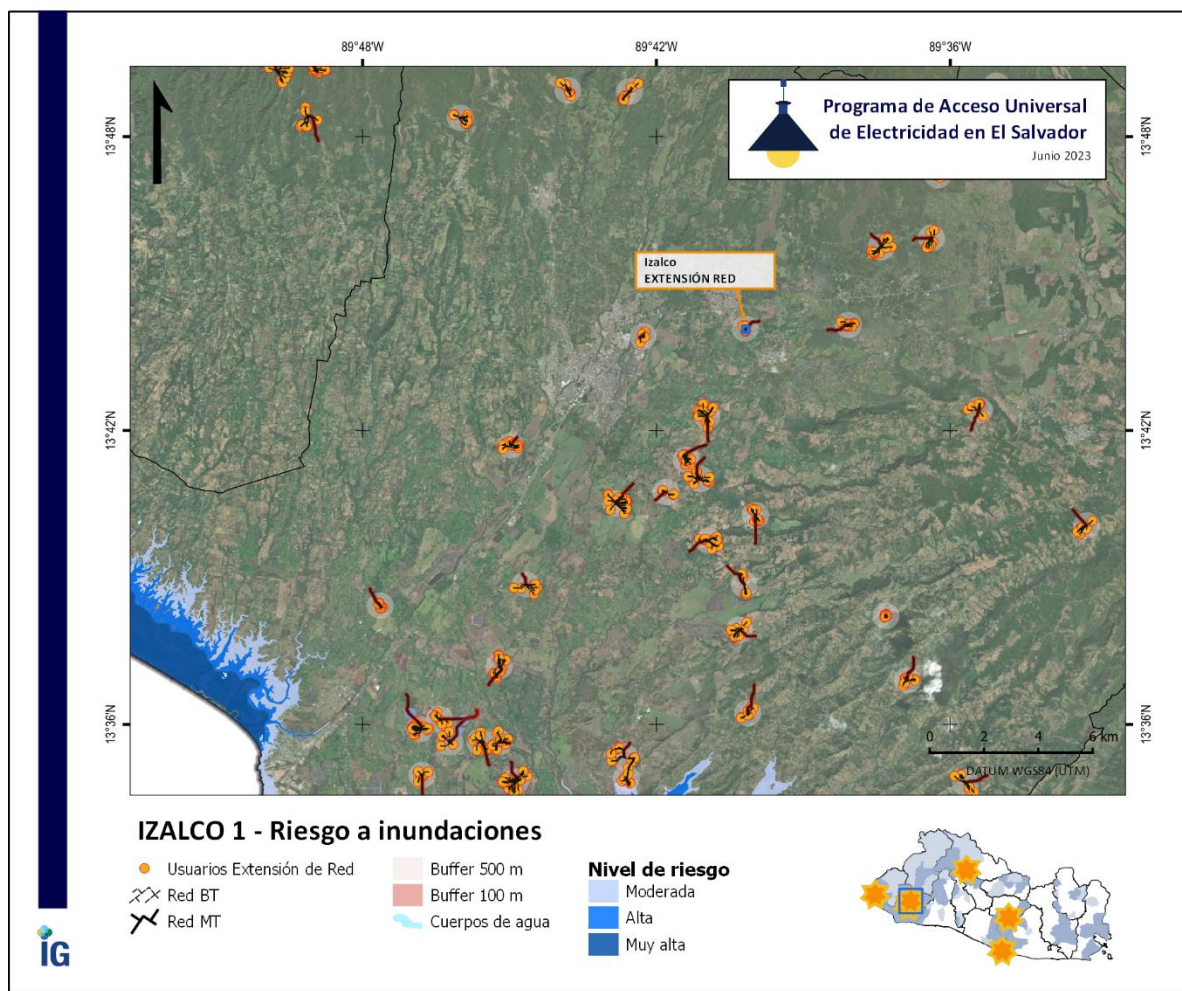 89°48'W
89°42'W
89°36'W
Programa de Acceso Universal
de Electricidad en El Salvador
Junio 2023
13°48'N
13°48'N
Izalco
EXTENSIÓN RED
13°42'N
13°42'N
13°36'N
13°36'N
0 2 4 6 km
DATUM WGS84 (UTM)
IZALCO 1 - Riesgo a inundaciones
Usuarios Extensión de Red
Red BT
Red MT
Buffer 500 m
Buffer 100 m
Cuerpos de agua
Nivel de riesgo
Moderada
Alta
Muy alta
IG